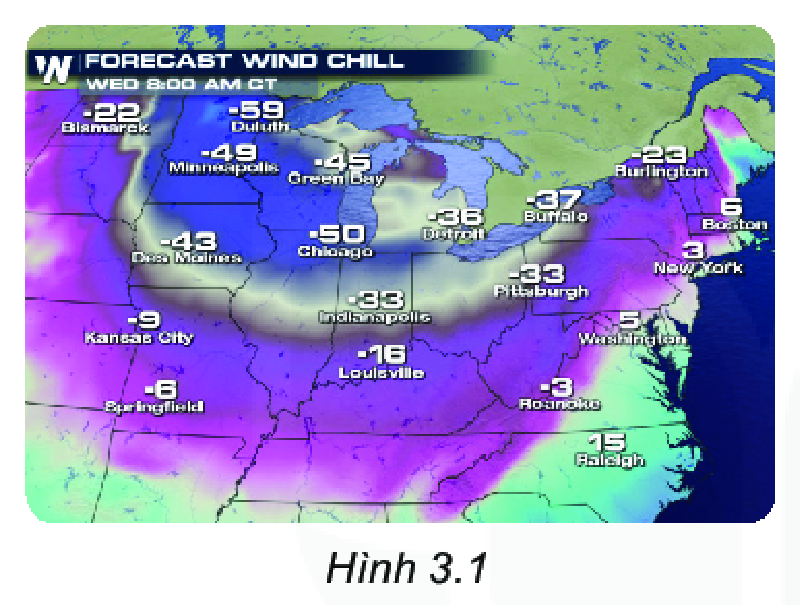 W FORECAST WIND CHILL
WED 8:00 AM CT
-22
Bismarck
-59
Duluth
-49
Minneapolis
-45
Green Bay
-23
Burlington
-43
Des Moines
-50
Chicago
-36
Detroit
-37
Buffalo
6
Boston
3
New York
-33
Pittsburgh
-33
Indianapolis
-9
Kansas City
5
Washington
-16
Louisville
-6
Springfield
-3
Roanoke
15
Raleigh
Hình 3.1